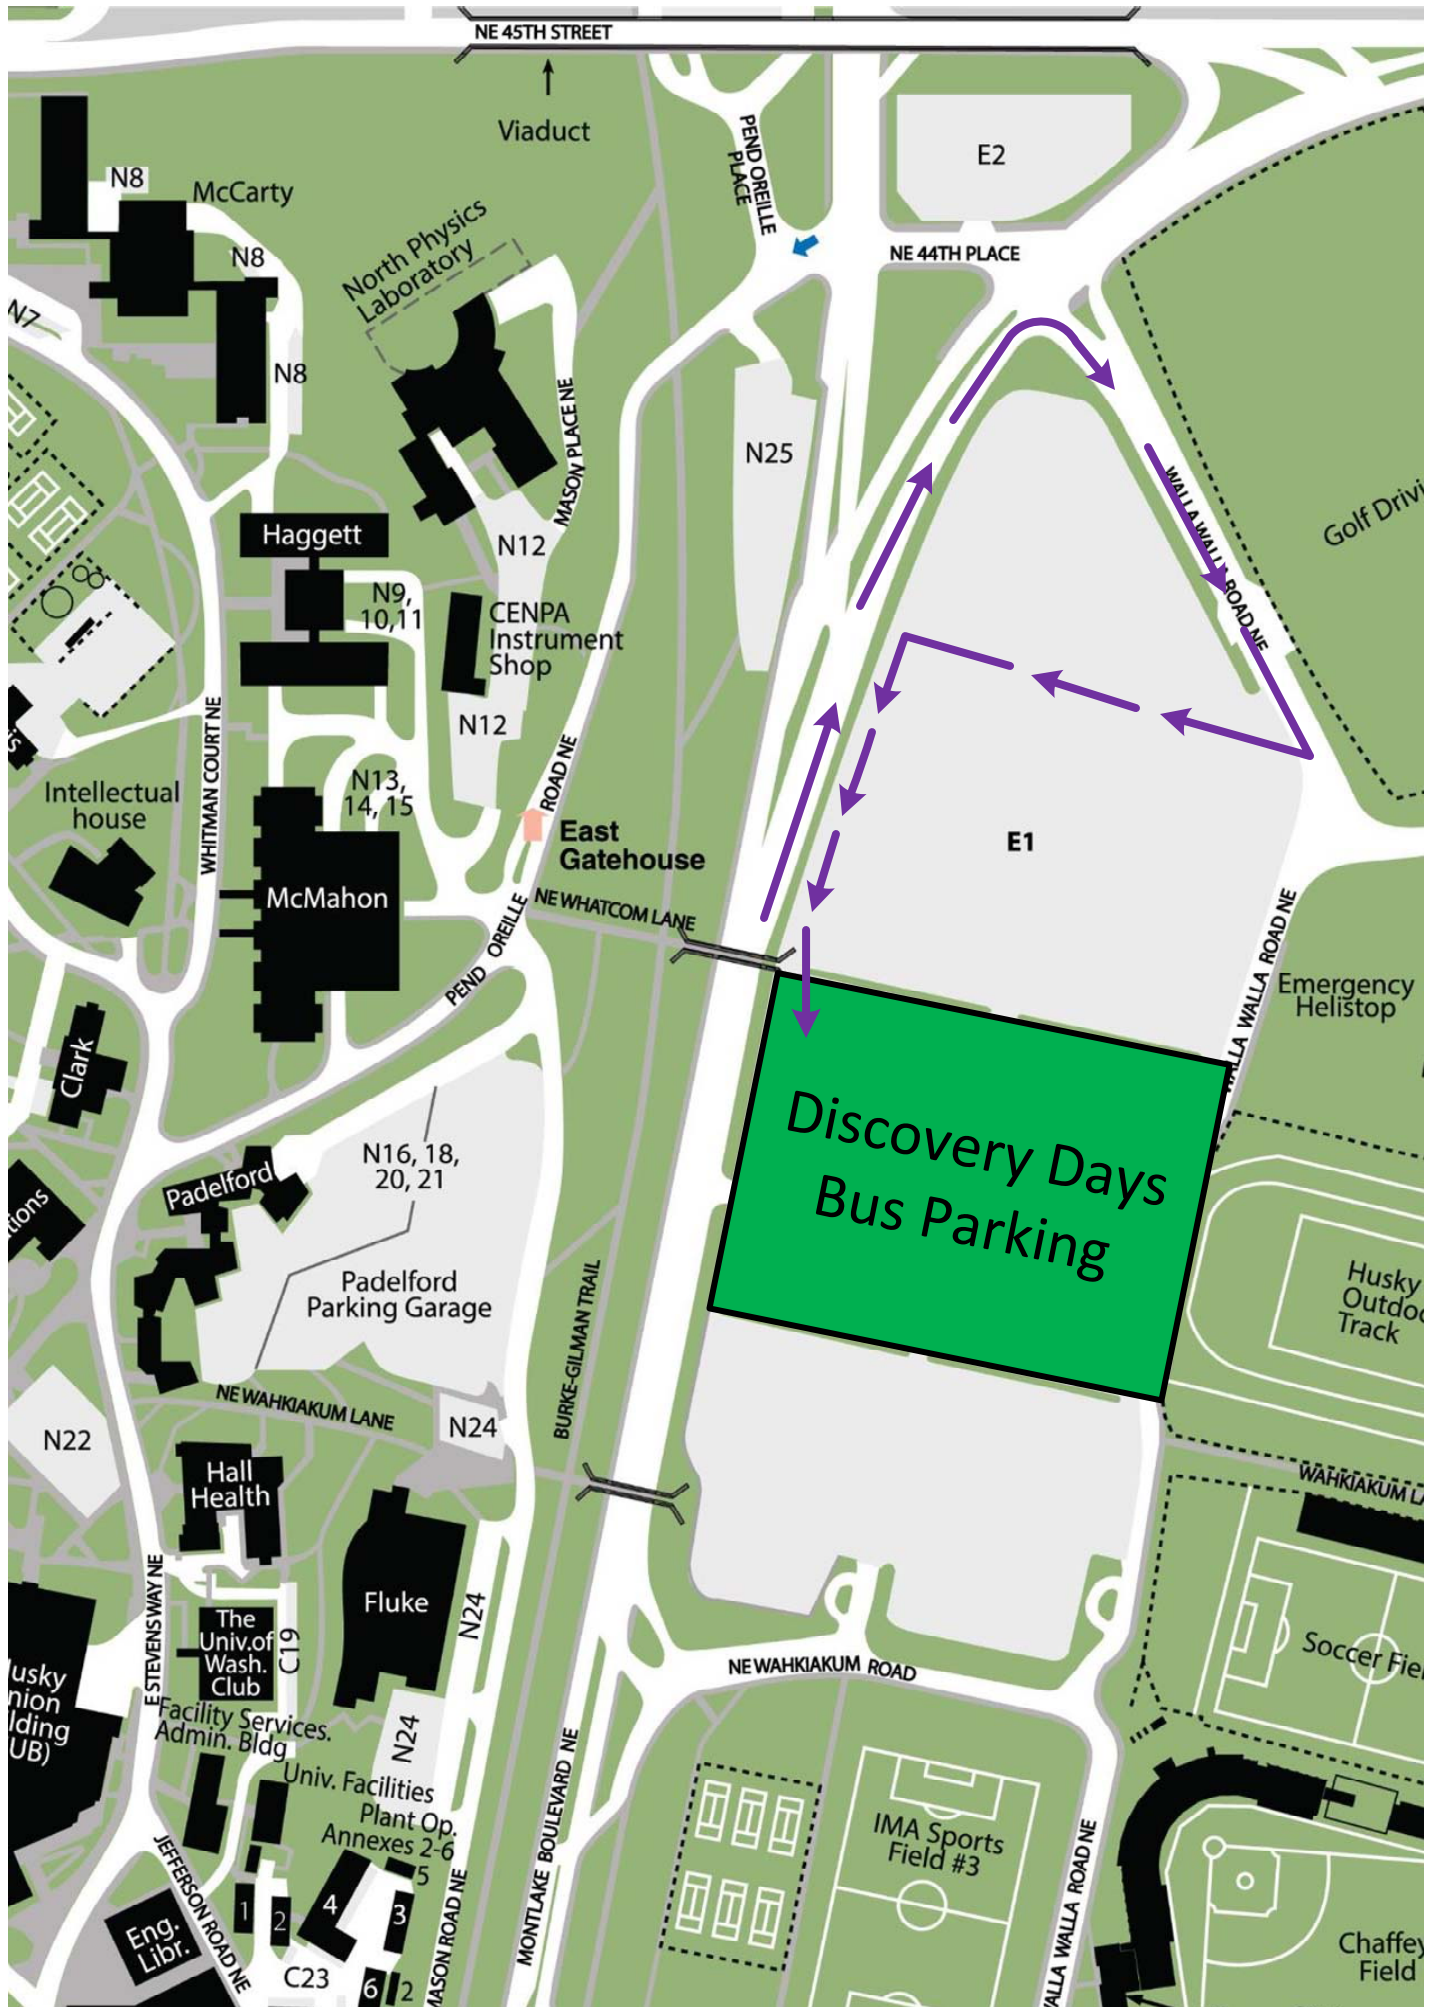 NE 45TH STREET
Viaduct
PEND OREILLE
PLACE
E2
N8
McCarty
N8
North Physics
Laboratory
NE 44TH PLACE
N7
N8
N25
MASON PLACE NE
WALLA WALLA ROAD NE
Haggett
N12
N9,
10,11
CENPA
Instrument
Shop
N12
WHITMAN COURT NE
ROAD NE
N13,
14, 15
Intellectual
house
East
Gatehouse
E1
McMahon
NE WHATCOM LANE
PEND OREILLE
WALLA WALLA ROAD NE
Emergency
Helistop
Clark
Discovery Days
Bus Parking
N16, 18,
20, 21
Padelford
Padelford
Parking Garage
BURKE-GILMAN TRAIL
Husky
Track
NE WAHKIAKUM LANE
N24
N22
Hall
Health
WAHKIAKUM
E STEVENSWAY NE
Fluke
N24
The
Univ.of
Wash.
Club
C19
Soccer
NE WAHKIAKUM ROAD
Facility Services.
Admin. Bldg
N24
Univ. Facilities
Plant Op.
Annexes 2-6
5
MONTLAKE BOULEVARD NE
IMA Sports
Field #3
JEFFERSON ROAD NE
1
2
4
3
Eng.
Libr.
C23
6
2
MASON ROAD NE
WALLA WALLA ROAD NE
Chaffey
Field